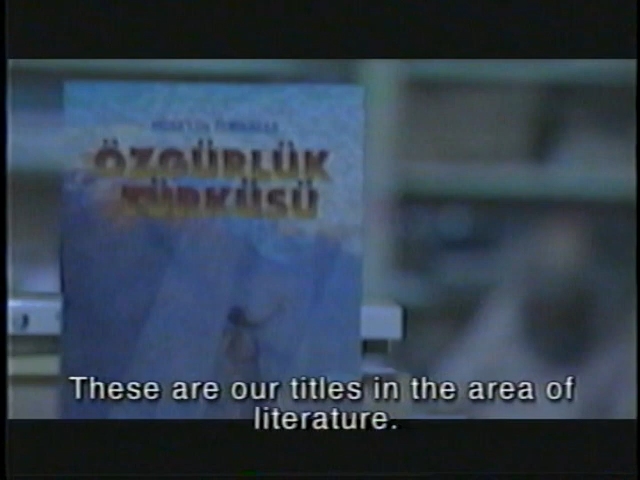 ÖZGÜRLÜK
TÜRKÜSÜ
These are our titles in the area of
literature.